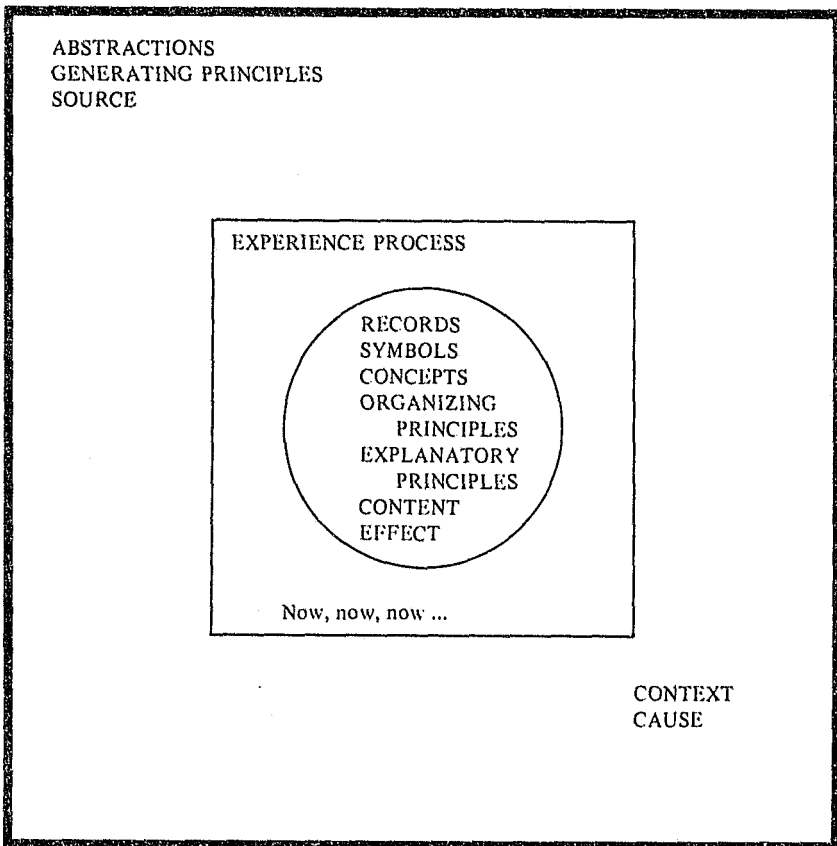 ABSTRACTIONS
GENERATING PRINCIPLES
SOURCE
EXPERIENCE PROCESS
RECORDS
SYMBOLS
CONCEPTS
ORGANIZING
PRINCIPLES
EXPLANATORY
PRINCIPLES
CONTENT
EFFECT
Now, now, now ...
CONTEXT
CAUSE